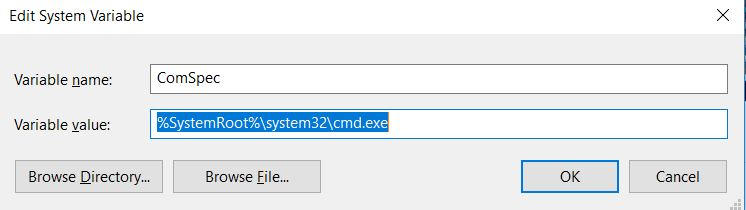 Edit System Variable
Variable name: ComSpec
Variable value: %SystemRoot%\system32\cmd.exe
Browse Directory... Browse File... OK Cancel